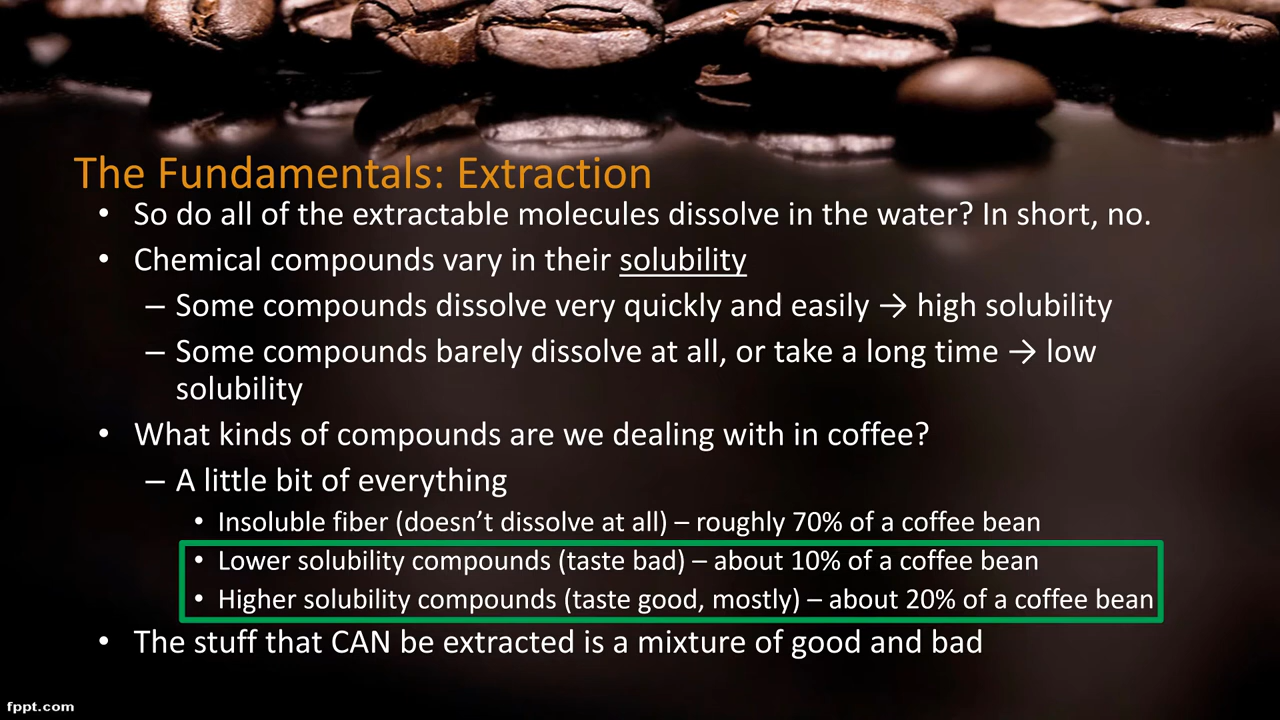 The Fundamentals: Extraction
• So do all of the extractable molecules dissolve in the water? In short, no.
• Chemical compounds vary in their solubility
– Some compounds dissolve very quickly and easily → high solubility
– Some compounds barely dissolve at all, or take a long time → low
solubility
• What kinds of compounds are we dealing with in coffee?
– A little bit of everything
• Insoluble fiber (doesn’t dissolve at all) – roughly 70% of a coffee bean
• Lower solubility compounds (taste bad) – about 10% of a coffee bean
• Higher solubility compounds (taste good, mostly) – about 20% of a coffee bean
• The stuff that CAN be extracted is a mixture of good and bad
fppt.com